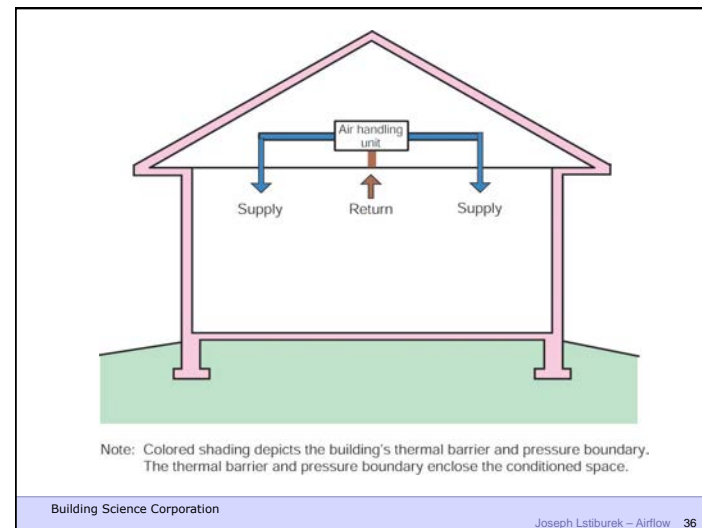 Air handling
unit
Supply
Return
Supply
Note: Colored shading depicts the building's thermal barrier and pressure boundary.
The thermal barrier and pressure boundary enclose the conditioned space.
Building Science Corporation
Joseph Lstiburek – Airflow 36